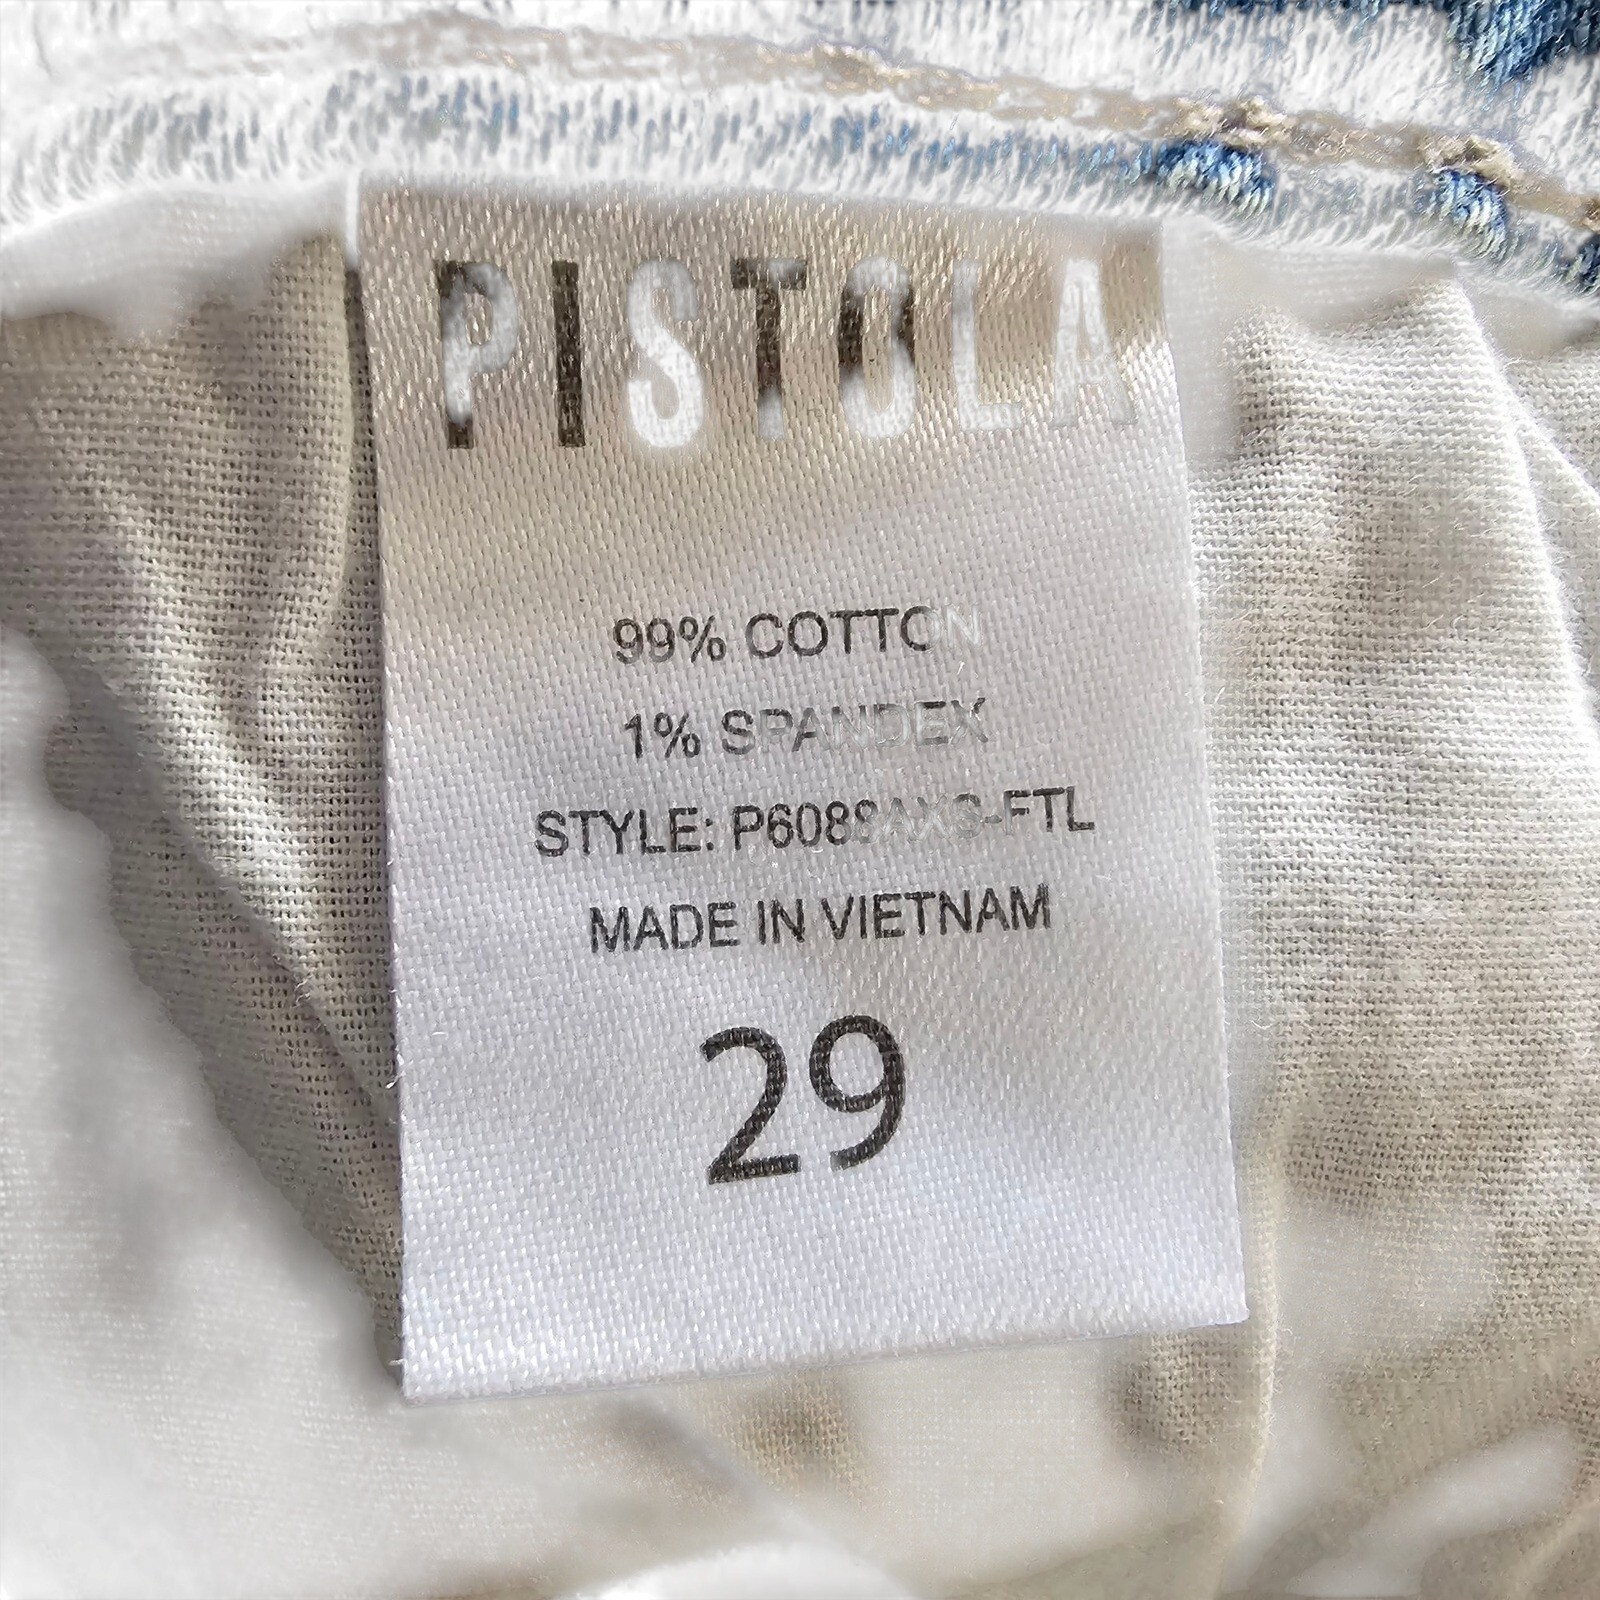 PISTOLA
99% COTTON
1% SPANDEX
STYLE:
MADE IN VIETNAM
29